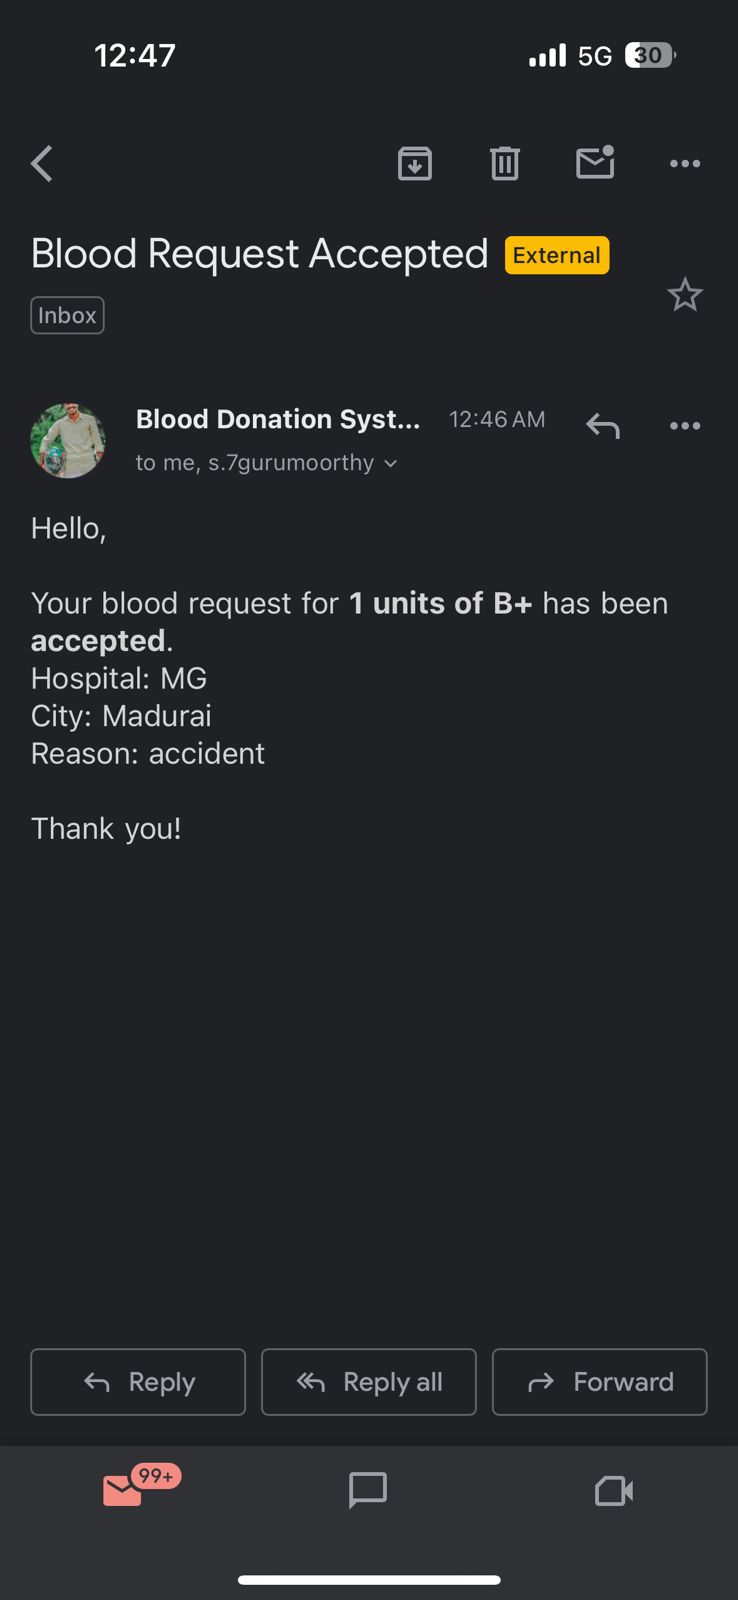 12:47
5G 30
Blood Request Accepted External
Inbox
Blood Donation Syst... 12:46 AM
to me, s.7gurumoorthy
Hello,
Your blood request for 1 units of B+ has been
accepted.
Hospital: MG
City: Madurai
Reason: accident
Thank you!
Reply Reply all Forward
99+